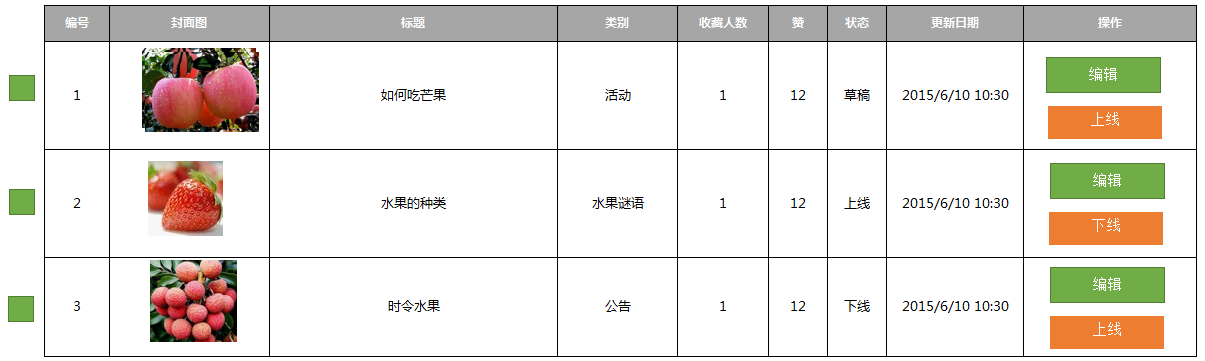 编号 封面图 标题 类别 收藏人数 赞 状态 更新日期 操作
1 如何吃芒果 活动 1 12 草稿 2015/6/10 10:30 编辑
上线
2 水果的种类 水果谜语 1 12 上线 2015/6/10 10:30 编辑
下线
3 时令水果 公告 1 12 下线 2015/6/10 10:30 编辑
上线